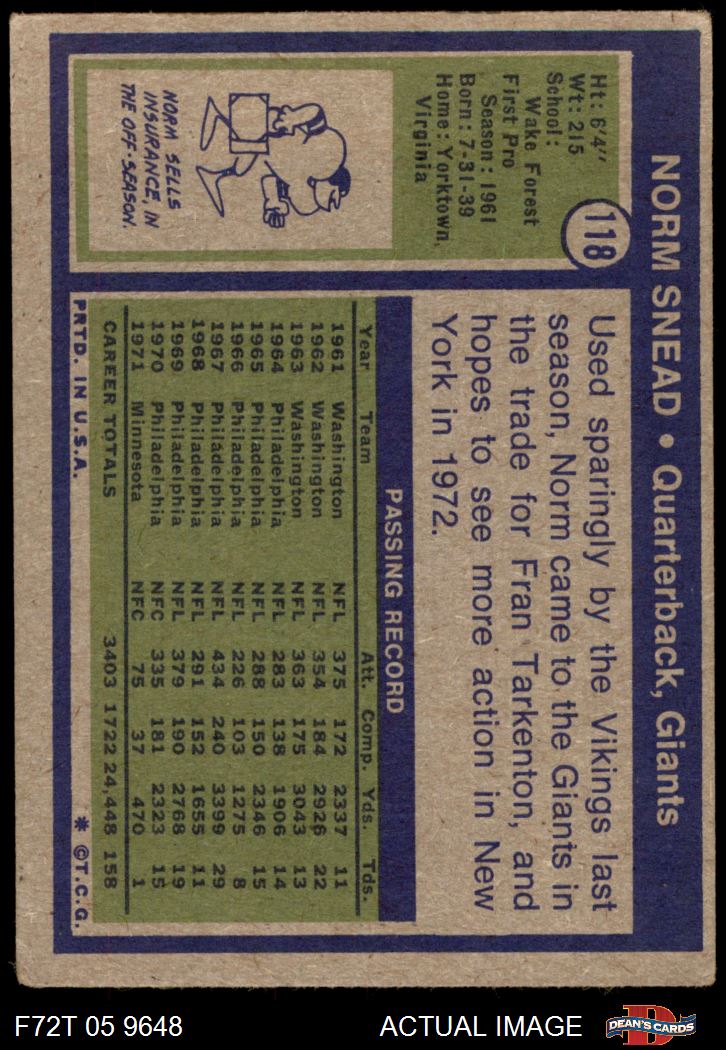 NORM SNEAD • Quarterback, Giants
118
Ht: 6'4"
Wt: 215
School:
Wake Forest
First Pro
Season: 1961
Born: 7-31-39
Home: Yorktown,
Virginia
NORM SELLS
INSURANCE, IN
THE OFF-SEASON.
Used sparingly by the Vikings last
season, Norm came to the Giants in
the trade for Fran Tarkenton, and
hopes to see more action in New
York in 1972.
PASSING RECORD
Year Team Att. Comp. Yds. Tds.
1961 Washington NFL 375 172 2337 11
1962 Washington NFL 354 184 2926 22
1963 Washington NFL 363 175 3043 13
1964 Philadelphia NFL 283 138 1906 14
1965 Philadelphia NFL 288 150 2346 15
1966 Philadelphia NFL 226 103 1275 8
1967 Philadelphia NFL 434 240 3399 29
1968 Philadelphia NFL 291 152 1655 11
1969 Philadelphia NFL 379 190 2768 19
1970 Philadelphia NFC 335 181 2323 15
1971 Minnesota NFC 75 37 470 1
CAREER TOTALS 3403 1722 24,448 158
PRTD. IN U.S.A. * ©T.C.G.
F72T 05 9648 ACTUAL IMAGE D DEAN'S CARDS